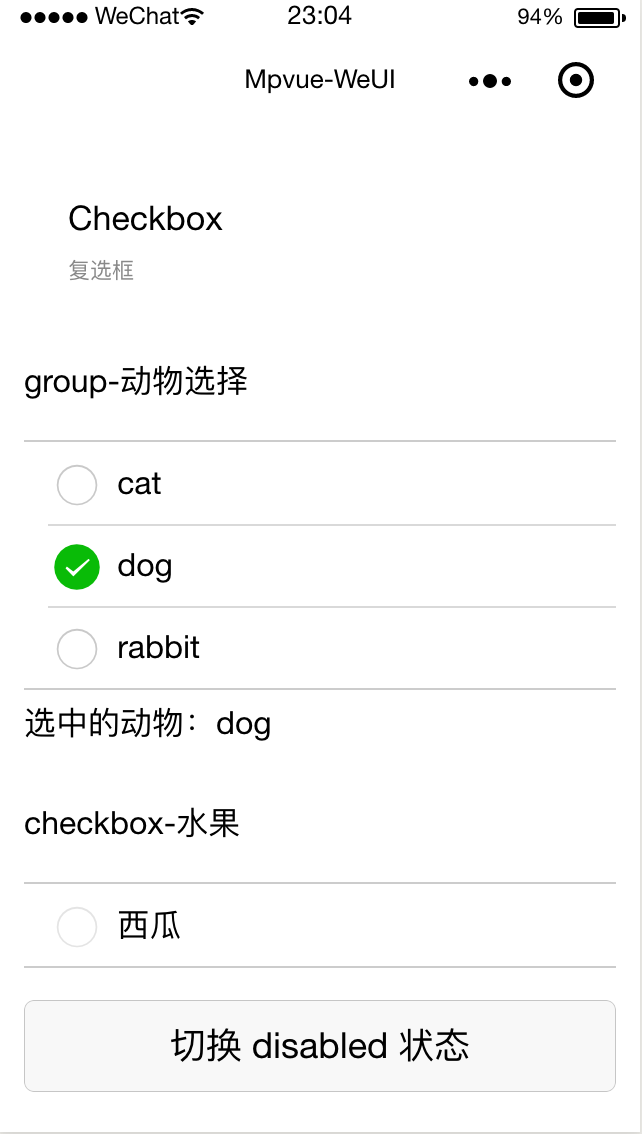 ●●●●● WeChat 23:04 94%
Mpvue-WeUI
Checkbox
复选框
group-动物选择
cat
dog
rabbit
选中的动物：dog
checkbox-水果
西瓜
切换 disabled 状态